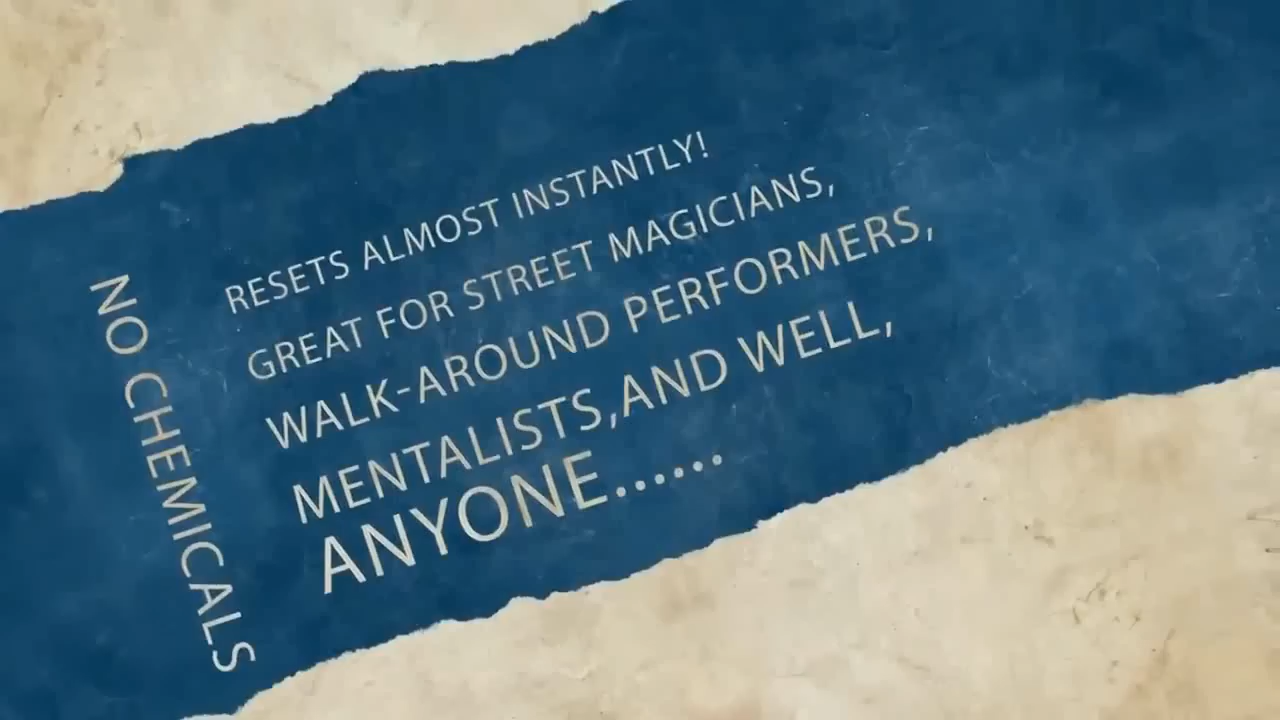 NO CHEMICALS
RESETS ALMOST INSTANTLY!
GREAT FOR STREET MAGICIANS,
WALK-AROUND PERFORMERS,
MENTALISTS,AND WELL,
ANYONE......